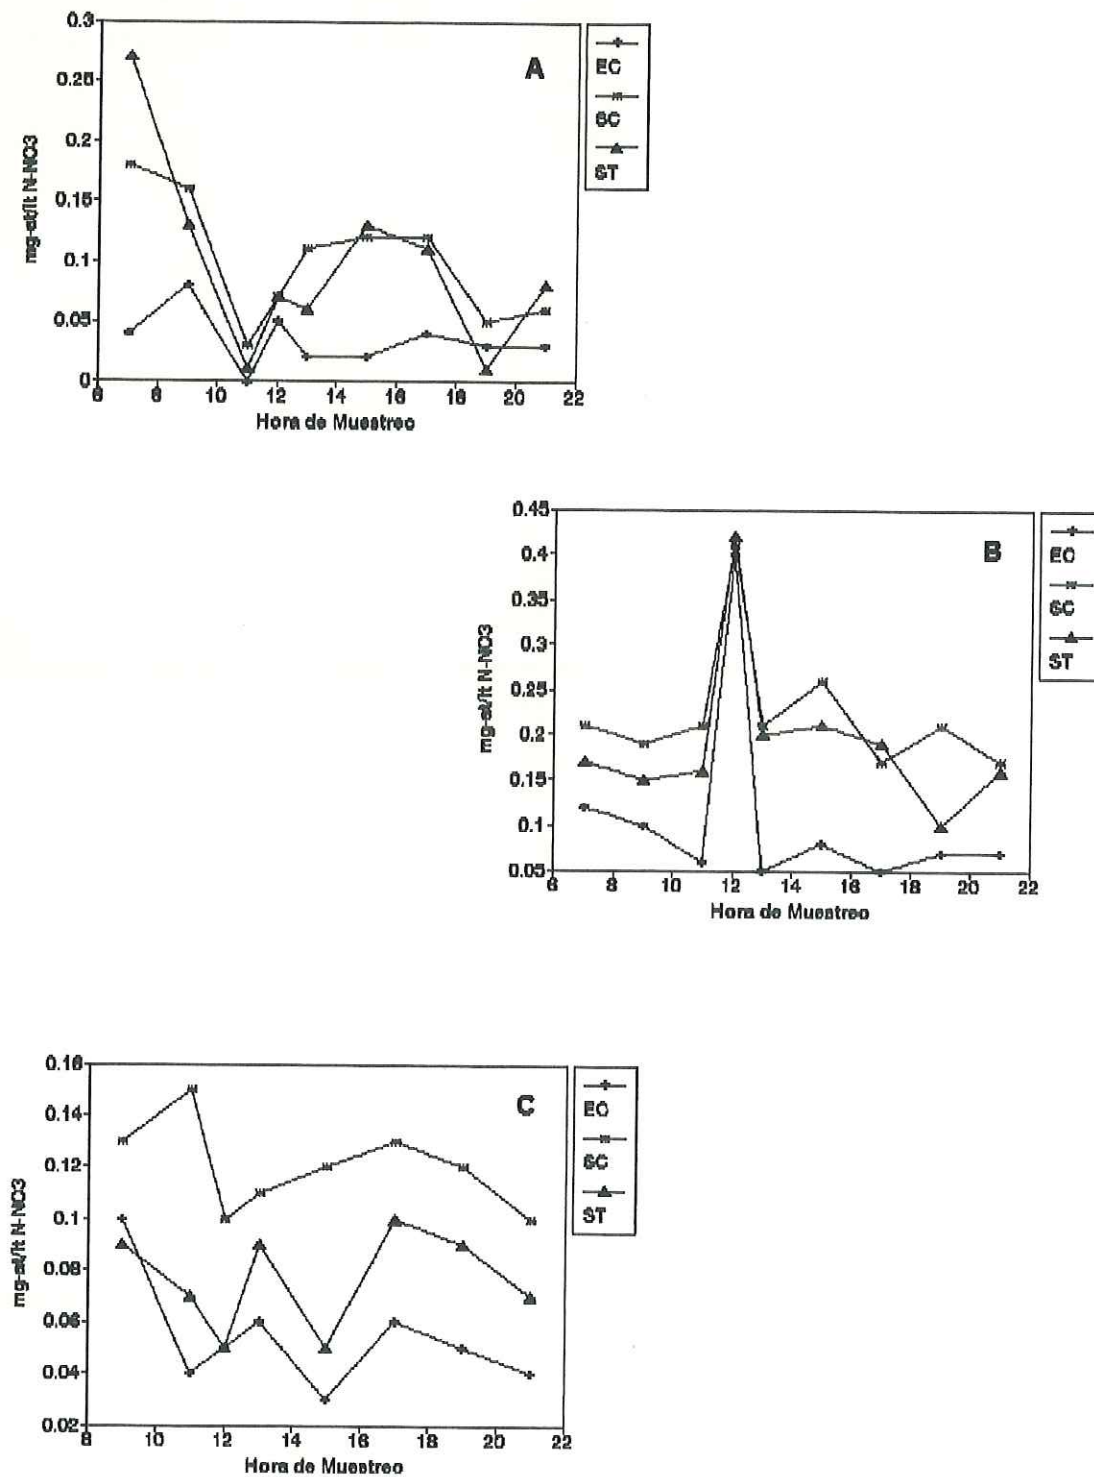 A
0.3
0.25
0.2
0.15
0.1
0.05
0
6 8 10 12 14 16 18 20 22
mg-at/lt N-NO3
Hora de Muestreo
EC
SC
ST
B
0.45
0.4
0.35
0.3
0.25
0.2
0.15
0.1
0.05
6 8 10 12 14 16 18 20 22
mg-at/lt N-NO3
Hora de Muestreo
EC
SC
ST
C
0.16
0.14
0.12
0.1
0.08
0.06
0.04
0.02
8 10 12 14 16 18 20 22
mg-at/lt N-NO3
Hora de Muestreo
EC
SC
ST